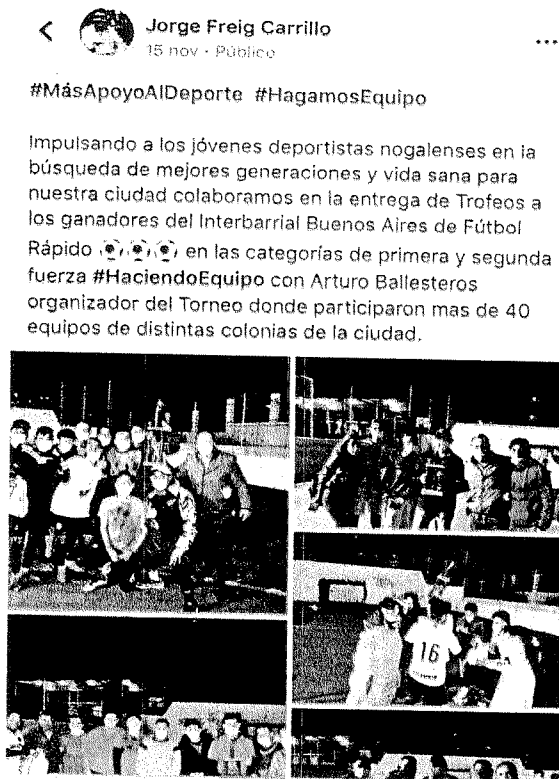 Jorge Freig Carrillo
15 nov · Público
#MásApoyoAlDeporte #HagamosEquipo
Impulsando a los jóvenes deportistas nogalenses en la
búsqueda de mejores generaciones y vida sana para
nuestra ciudad colaboramos en la entrega de Trofeos a
los ganadores del Interbarrial Buenos Aires de Fútbol
Rápido ⚽⚽⚽ en las categorías de primera y segunda
fuerza #HaciendoEquipo con Arturo Ballesteros
organizador del Torneo donde participaron mas de 40
equipos de distintas colonias de la ciudad.
16